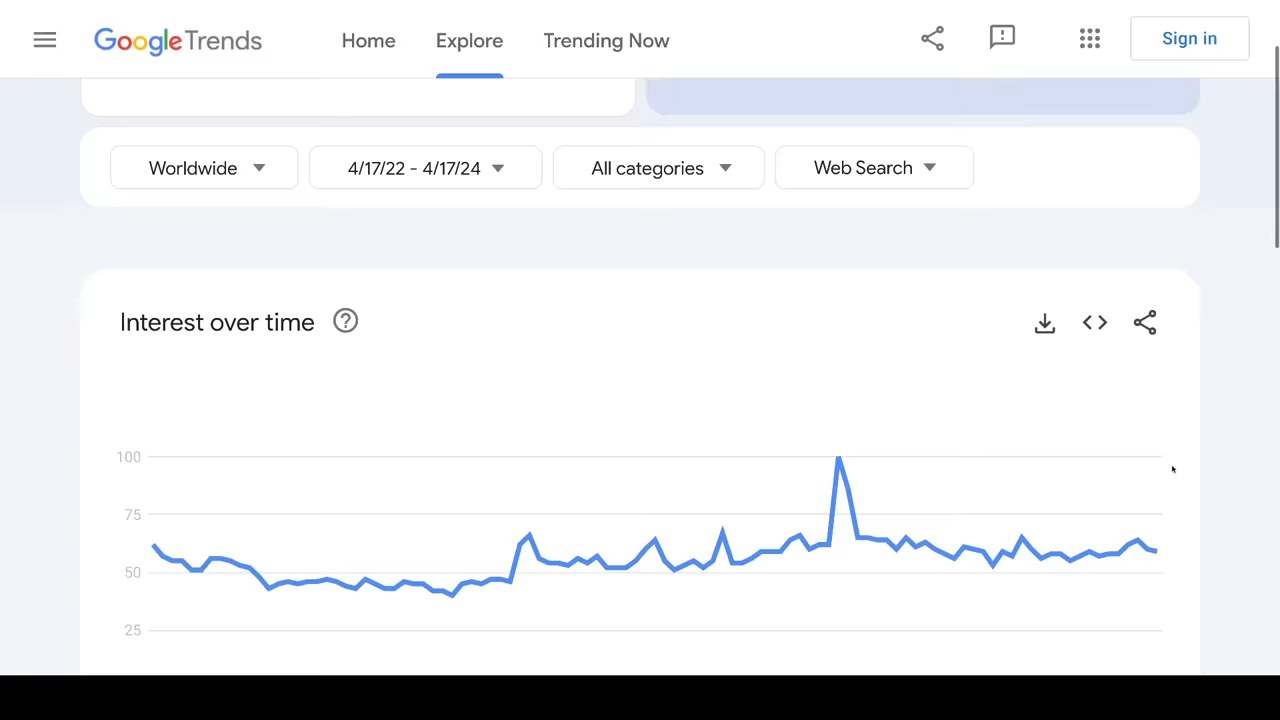 Google Trends
Home
Explore
Trending Now
Sign in
Worldwide
4/17/22 - 4/17/24
All categories
Web Search
Interest over time
100
75
50
25